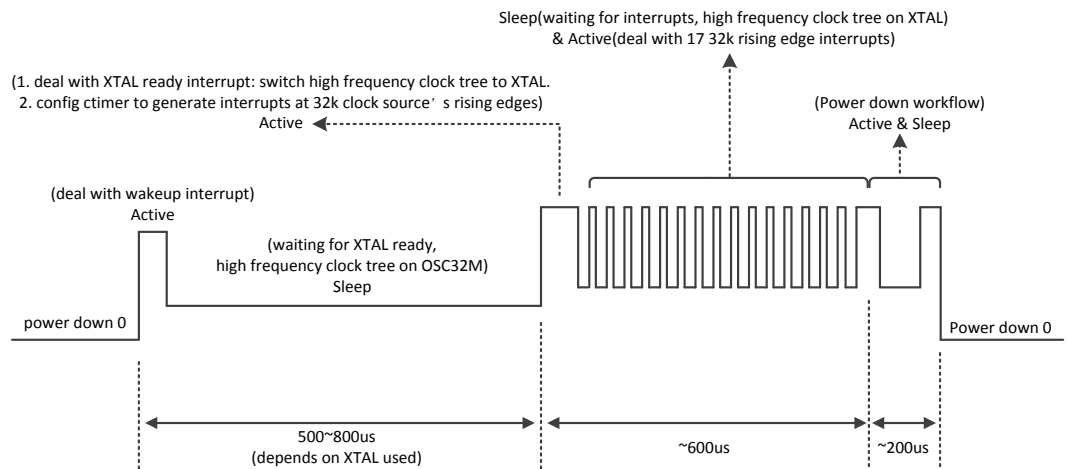 Sleep(waiting for interrupts, high frequency clock tree on XTAL)
& Active(deal with 17 32k rising edge interrupts)
(1. deal with XTAL ready interrupt: switch high frequency clock tree to XTAL.
2. config ctimer to generate interrupts at 32k clock source's rising edges)
Active
(Power down workflow)
Active & Sleep
(deal with wakeup interrupt)
Active
(waiting for XTAL ready,
high frequency clock tree on OSC32M)
Sleep
power down 0
Power down 0
500~800us
(depends on XTAL used)
~600us
~200us